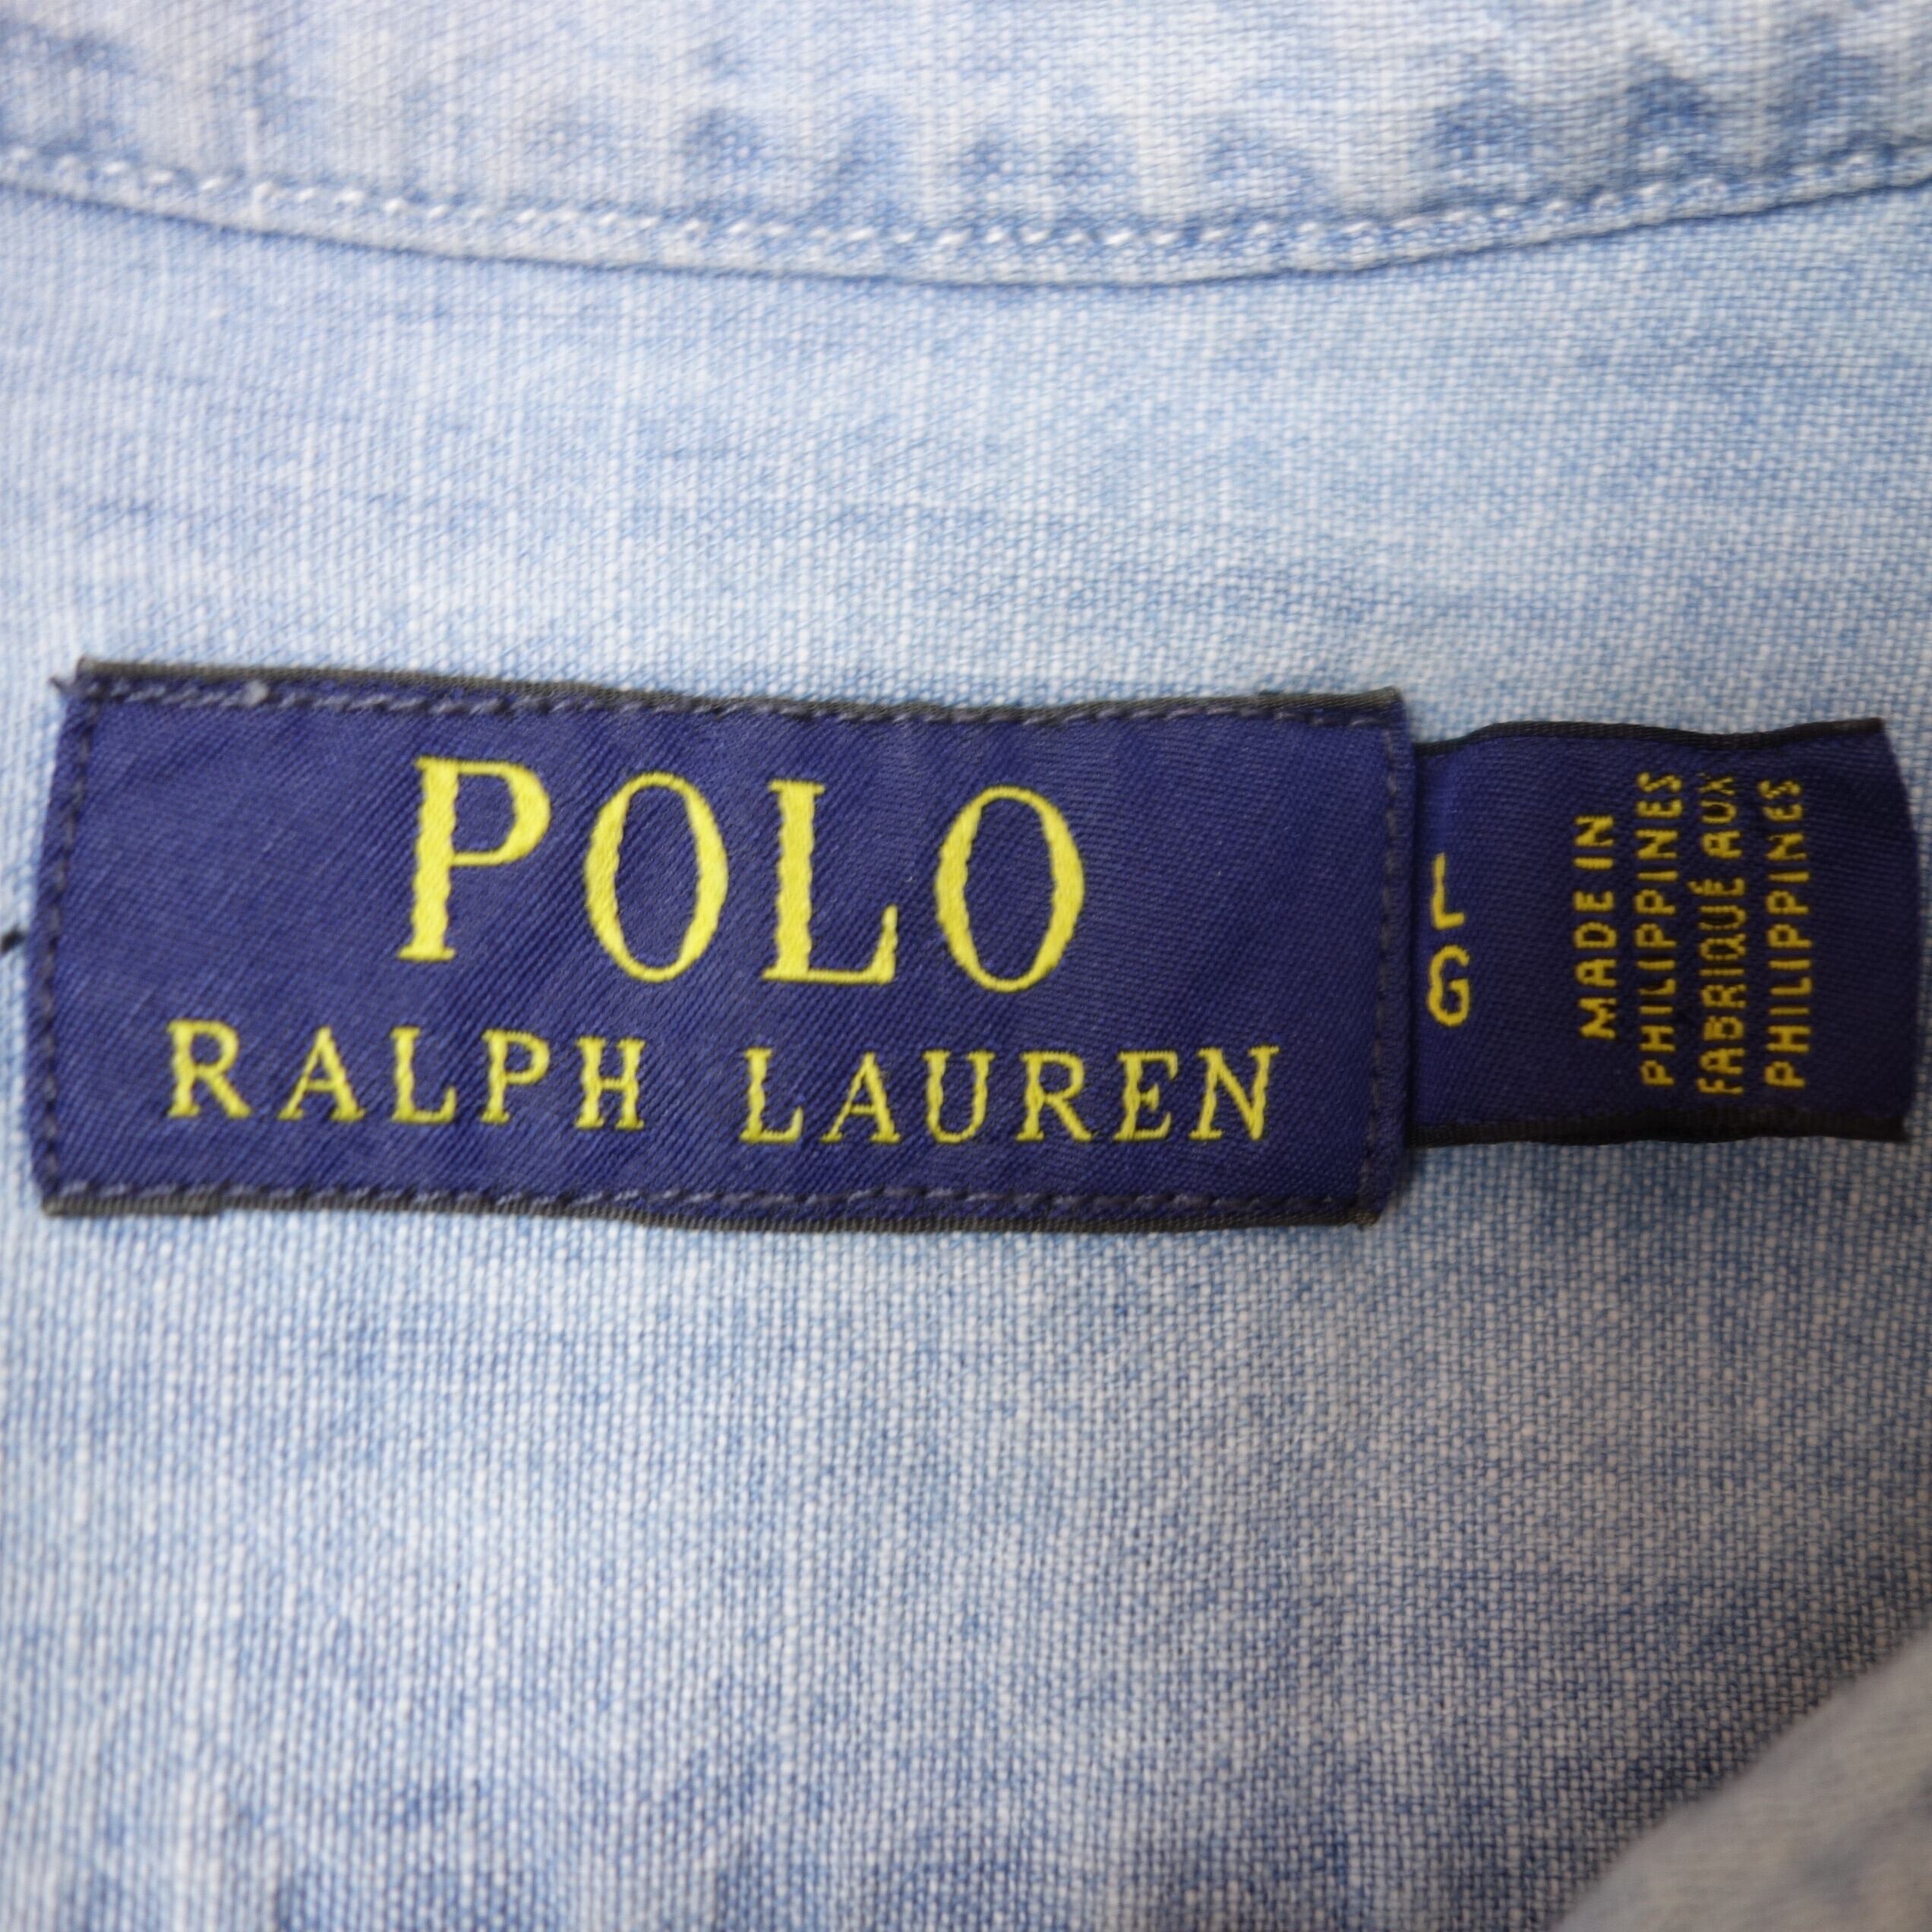 POLO
RALPH LAUREN
L
G
MADE IN
PHILIPPINES
FABRIQUÉ AUX
PHILIPPINES